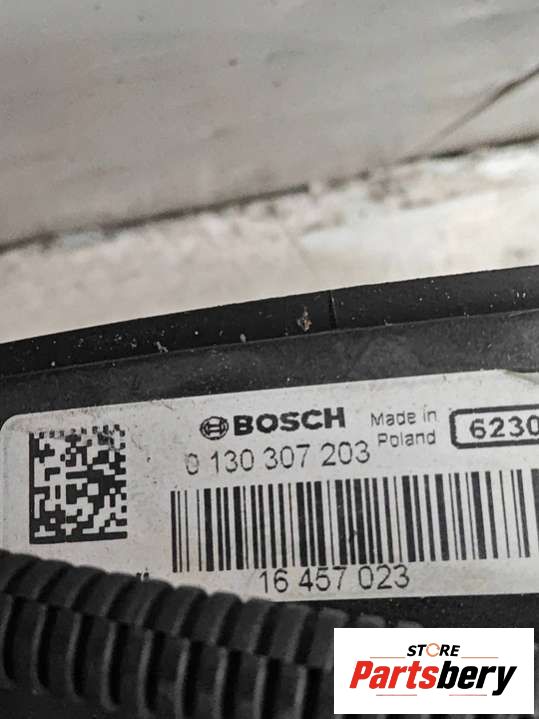 BOSCH
Made in
Poland
6230
0 130 307 203
16 457 023
STORE
Partsbery